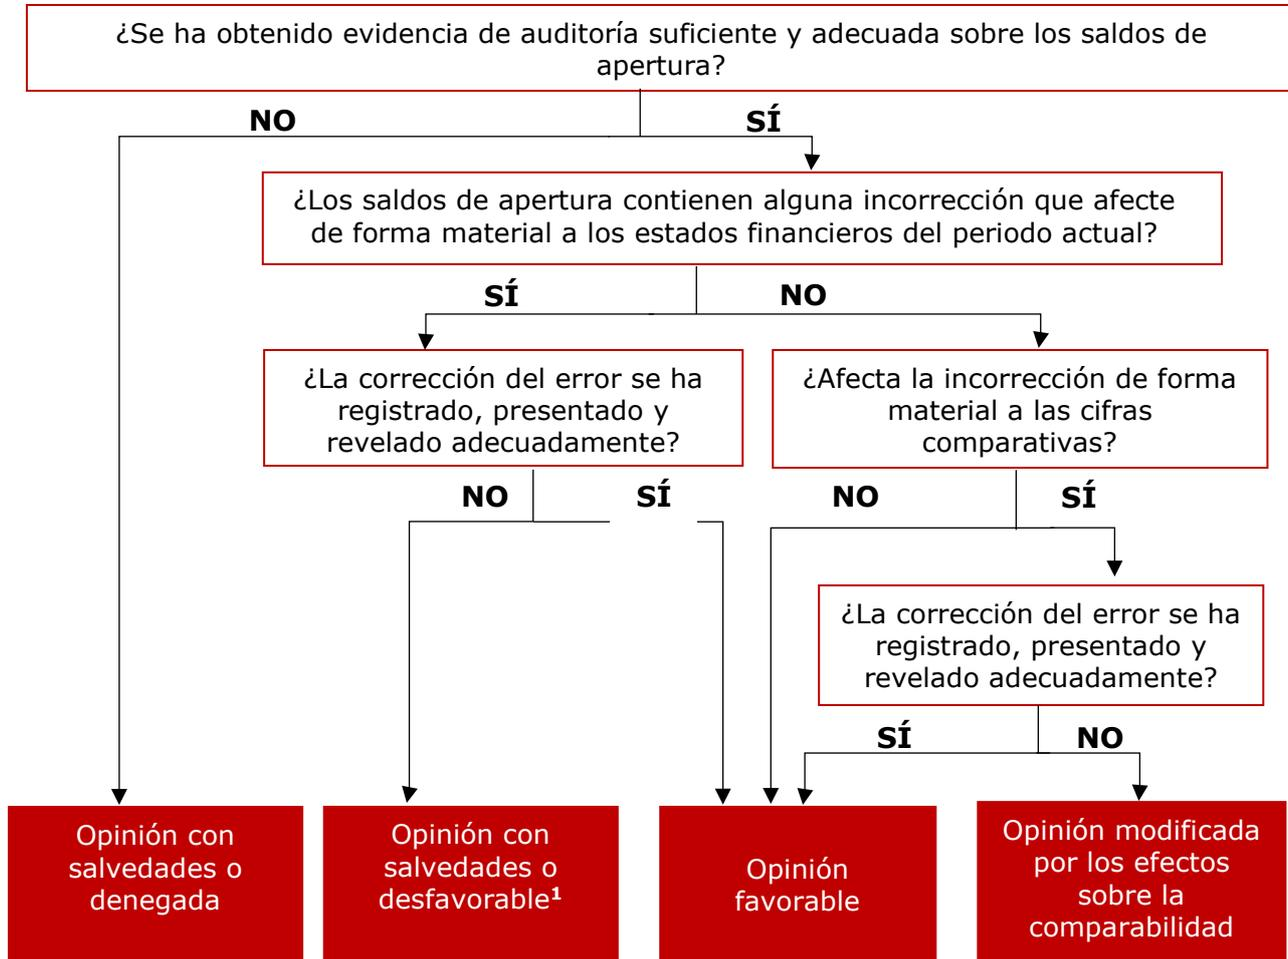 ¿Se ha obtenido evidencia de auditoría suficiente y adecuada sobre los saldos de
apertura?
NO
SÍ
¿Los saldos de apertura contienen alguna incorrección que afecte
de forma material a los estados financieros del periodo actual?
SÍ
NO
¿La corrección del error se ha
registrado, presentado y
revelado adecuadamente?
¿Afecta la incorrección de forma
material a las cifras
comparativas?
NO
SÍ
NO
SÍ
¿La corrección del error se ha
registrado, presentado y
revelado adecuadamente?
SÍ
NO
Opinión con
salvedades o
denegada
Opinión con
salvedades o
desfavorable¹
Opinión
favorable
Opinión modificada
por los efectos
sobre la
comparabilidad